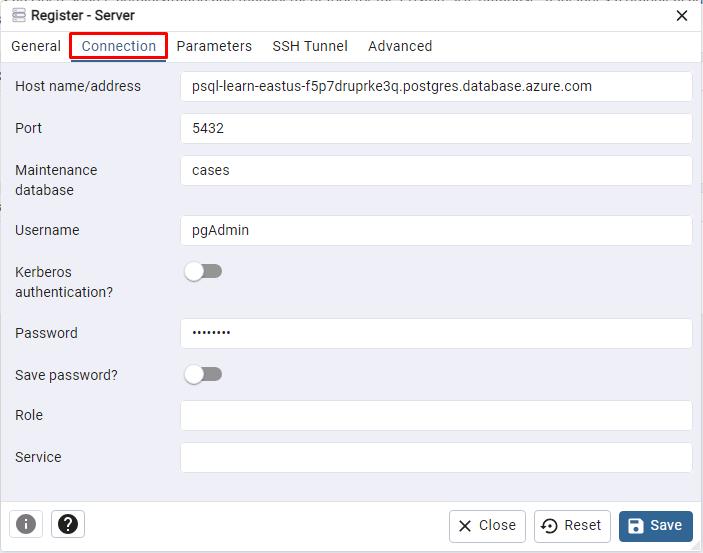 Register - Server
General Connection Parameters SSH Tunnel Advanced
Host name/address psql-learn-eastus-f5p7druprke3q.postgres.database.azure.com
Port 5432
Maintenance database cases
Username pgAdmin
Kerberos authentication?
Password ••••••••
Save password?
Role
Service
Close Reset Save